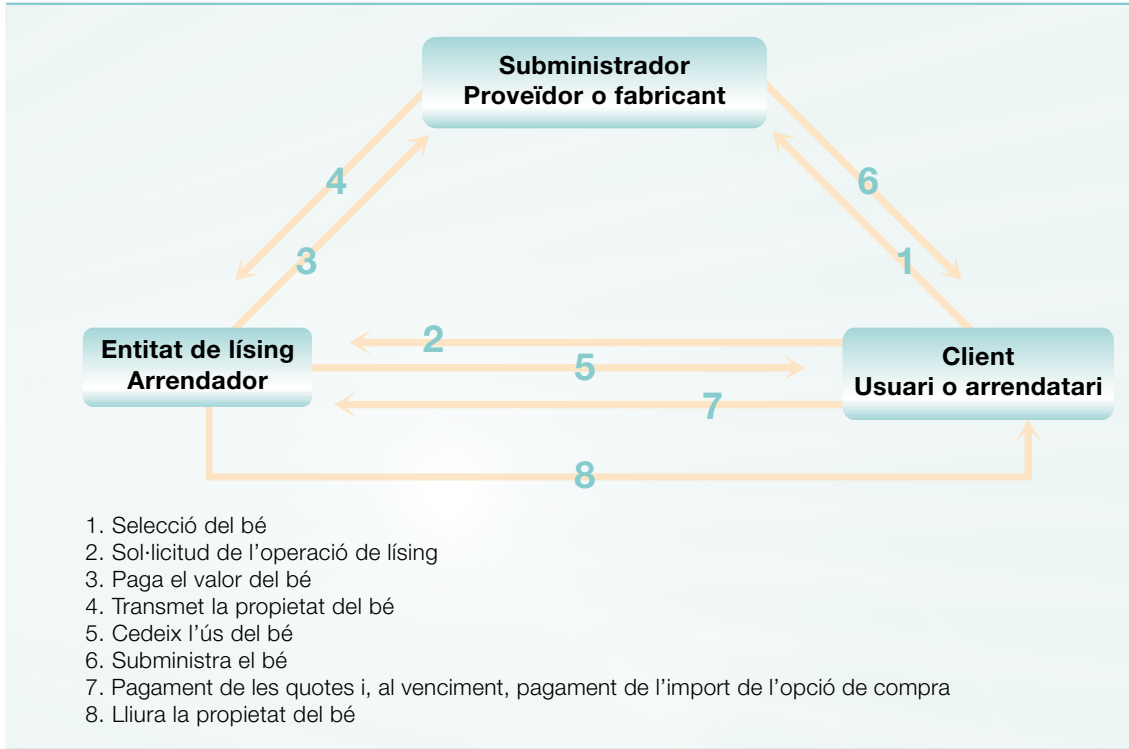 Subministrador
Proveïdor o fabricant
4
6
3
1
Entitat de lísing
Arrendador
2
5
7
Client
Usuari o arrendatari
8
1. Selecció del bé
2. Sol·licitud de l’operació de lísing
3. Paga el valor del bé
4. Transmet la propietat del bé
5. Cedeix l’ús del bé
6. Subministra el bé
7. Pagament de les quotes i, al venciment, pagament de l’import de l’opció de compra
8. Lliura la propietat del bé